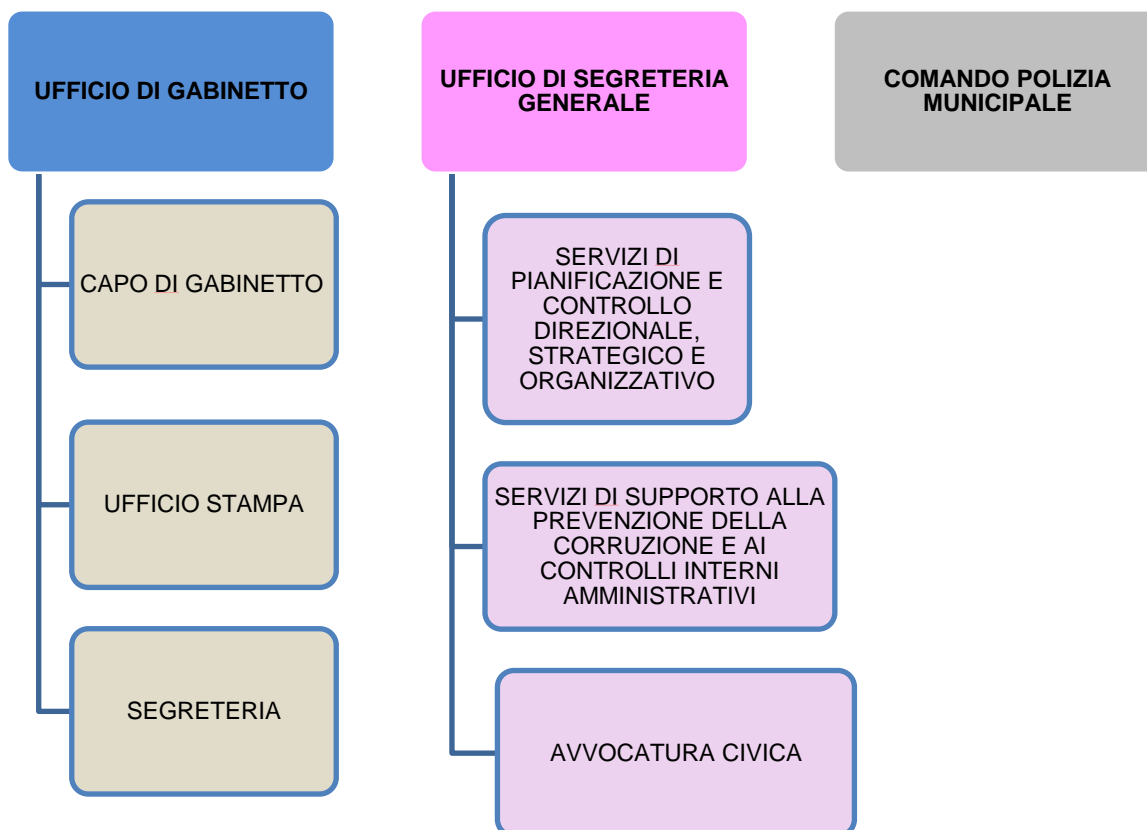 UFFICIO DI GABINETTO
CAPO DI GABINETTO
UFFICIO STAMPA
SEGRETERIA
UFFICIO DI SEGRETERIA
GENERALE
SERVIZI DI
PIANIFICAZIONE E
CONTROLLO
DIREZIONALE,
STRATEGICO E
ORGANIZZATIVO
SERVIZI DI SUPPORTO ALLA
PREVENZIONE DELLA
CORRUZIONE E AI
CONTROLLI INTERNI
AMMINISTRATIVI
AVVOCATURA CIVICA
COMANDO POLIZIA
MUNICIPALE